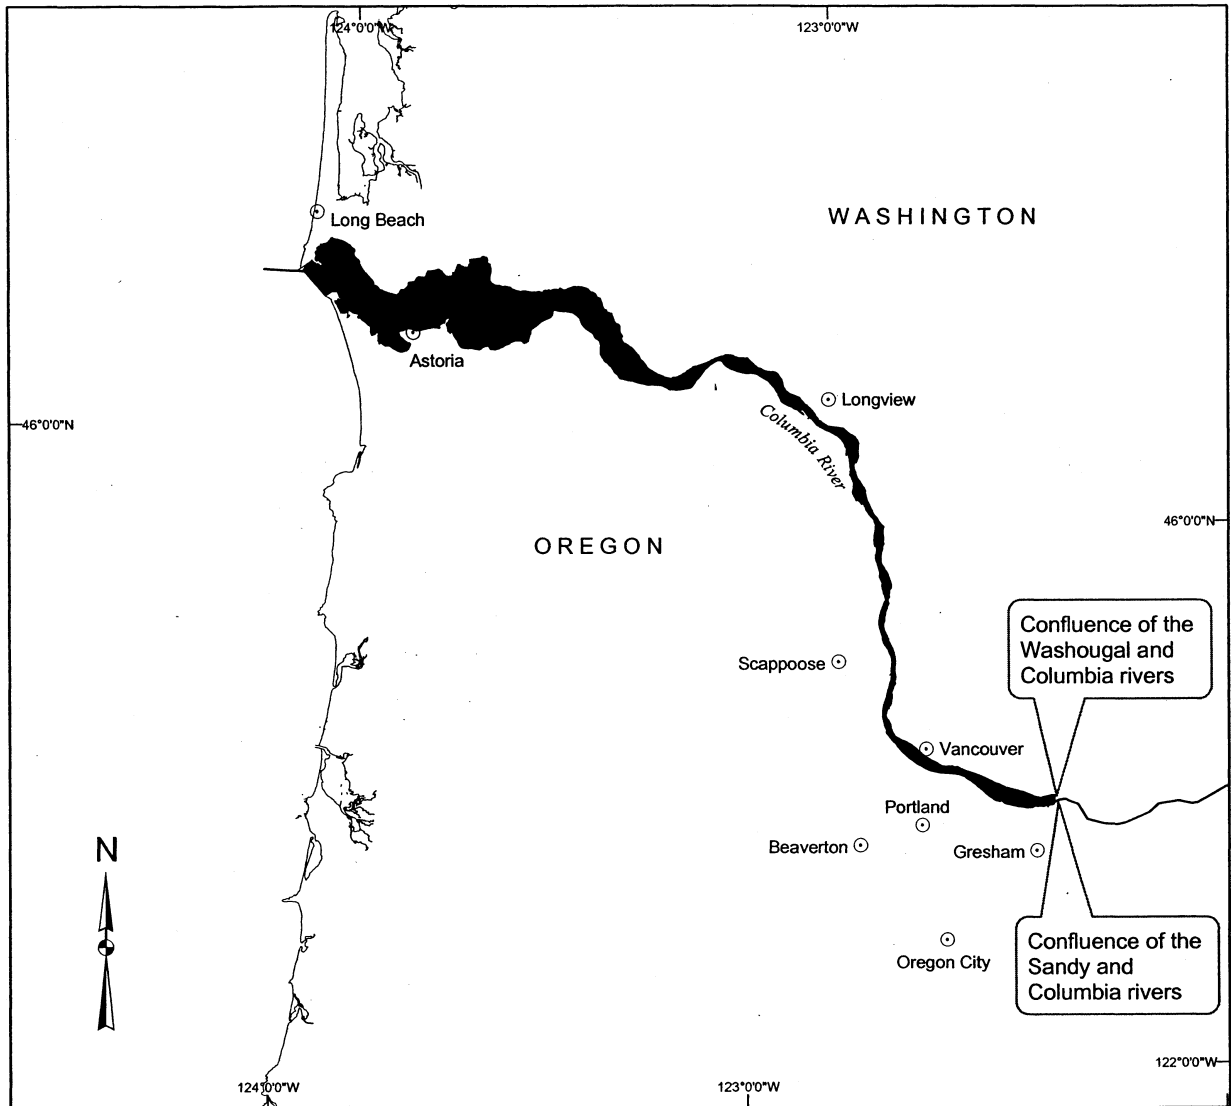 124°0'0"W
123°0'0"W
Long Beach
WASHINGTON
Astoria
Longview
Columbia River
46°0'0"N
46°0'0"N
OREGON
Confluence of the
Washougal and
Columbia rivers
Scappoose
Vancouver
Portland
Beaverton
Gresham
N
Confluence of the
Sandy and
Columbia rivers
Oregon City
122°0'0"W
124°0'0"W
123°0'0"W